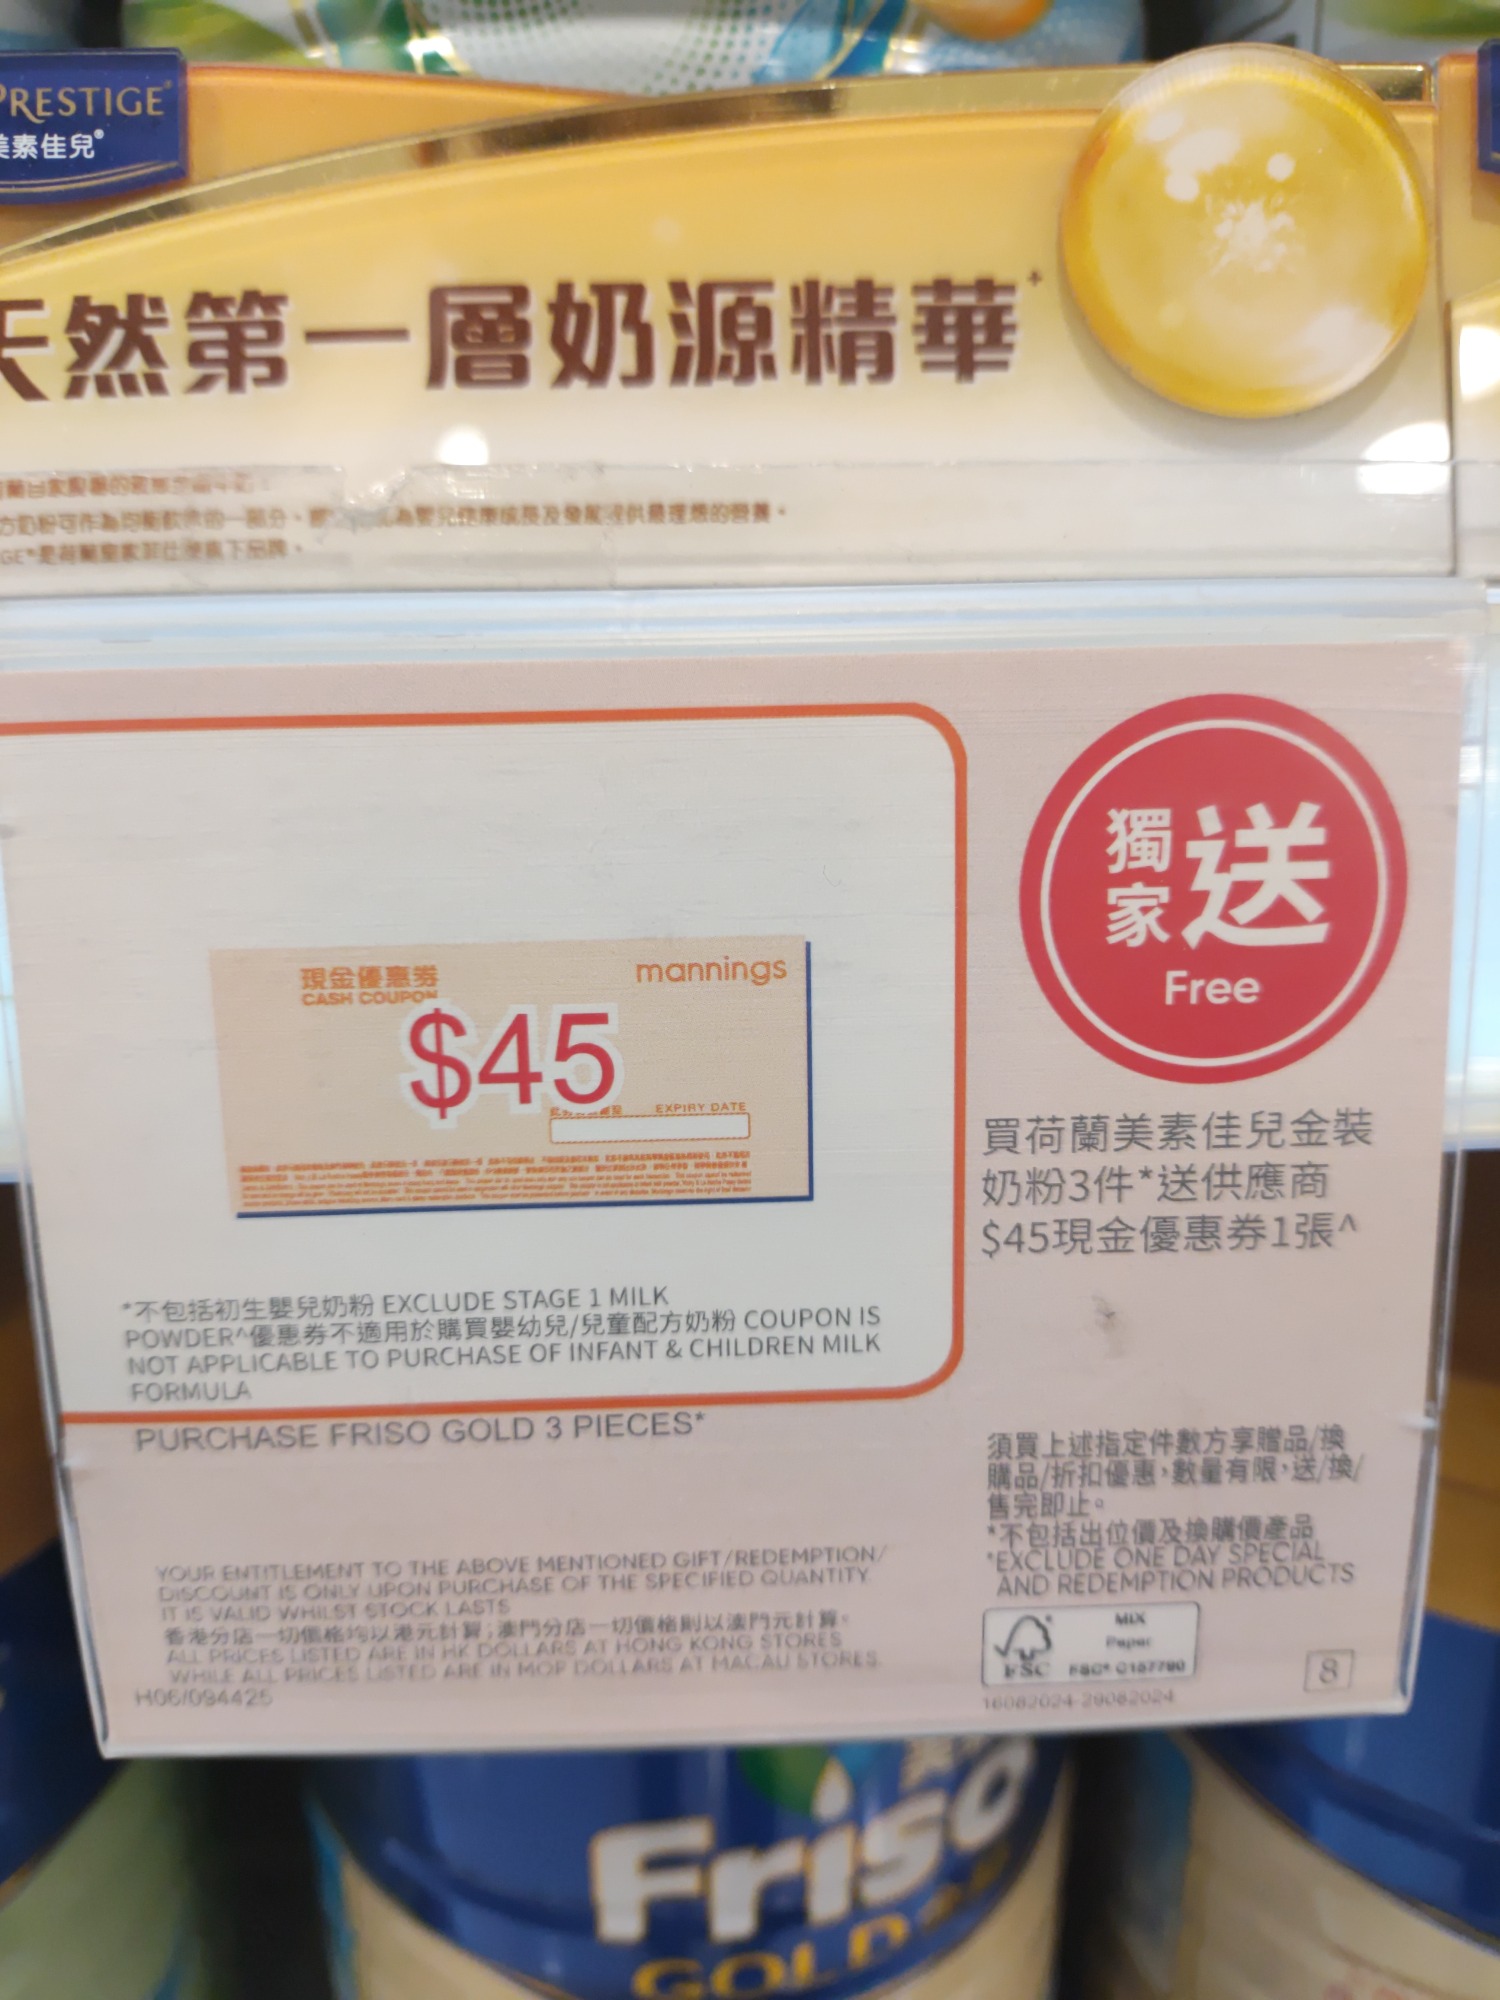 PRESTIGE
美素佳兒®
天然第一層奶源精華⁺
現金優惠券
CASH COUPON
mannings
$45
EXPIRY DATE
獨家送
Free
買荷蘭美素佳兒金裝
奶粉3件*送供應商
$45現金優惠券1張^
*不包括初生嬰兒奶粉 EXCLUDE STAGE 1 MILK
POWDER^優惠券不適用於購買嬰幼兒/兒童配方奶粉 COUPON IS
NOT APPLICABLE TO PURCHASE OF INFANT & CHILDREN MILK
FORMULA
PURCHASE FRISO GOLD 3 PIECES*
須買上述指定件數方享贈品/換
購品/折扣優惠，數量有限，送/換/
售完即止。
*不包括出位價及換購價產品
*EXCLUDE ONE DAY SPECIAL
AND REDEMPTION PRODUCTS
YOUR ENTITLEMENT TO THE ABOVE MENTIONED GIFT/REDEMPTION/
DISCOUNT IS ONLY UPON PURCHASE OF THE SPECIFIED QUANTITY.
IT IS VALID WHILST STOCK LASTS
香港分店一切價格均以港元計算；澳門分店一切價格則以澳門元計算。
ALL PRICES LISTED ARE IN HK DOLLARS AT HONG KONG STORES
WHILE ALL PRICES LISTED ARE IN MOP DOLLARS AT MACAU STORES.
H06/094425
FSC
MIX
Paper
FSC® C157780
16082024-29082024
8
Friso
GOLD